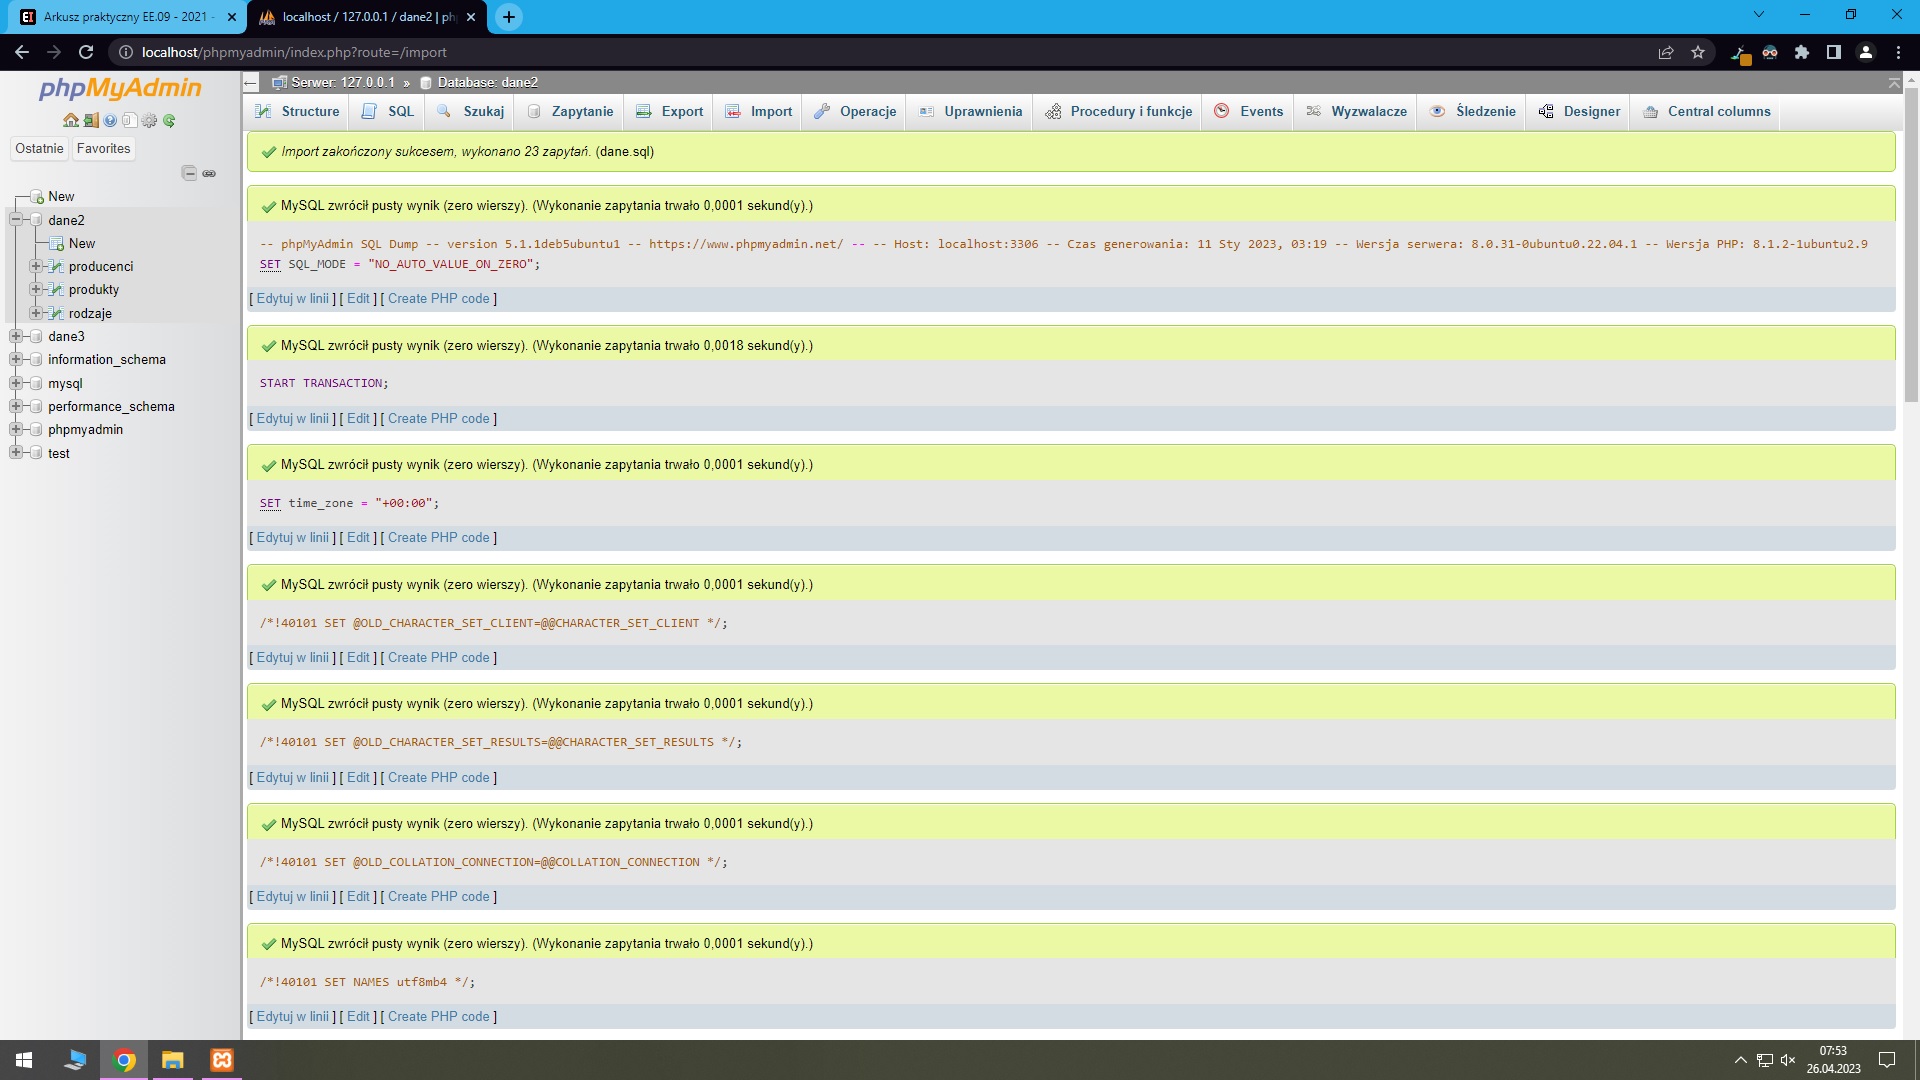 Arkusz praktyczny EE.09 - 2021 -
localhost / 127.0.0.1 / dane2 | ph
localhost/phpmyadmin/index.php?route=/import
phpMyAdmin
Ostatnie Favorites
New
dane2
New
producenci
produkty
rodzaje
dane3
information_schema
mysql
performance_schema
phpmyadmin
test
Serwer: 127.0.0.1 » Database: dane2
Structure SQL Szukaj Zapytanie Export Import Operacje Uprawnienia Procedury i funkcje Events Wyzwalacze Śledzenie Designer Central columns
Import zakończony sukcesem, wykonano 23 zapytań. (dane.sql)
MySQL zwrócił pusty wynik (zero wierszy). (Wykonanie zapytania trwało 0,0001 sekund(y).)
-- phpMyAdmin SQL Dump -- version 5.1.1deb5ubuntu1 -- https://www.phpmyadmin.net/ -- -- Host: localhost:3306 -- Czas generowania: 11 Sty 2023, 03:19 -- Wersja serwera: 8.0.31-0ubuntu0.22.04.1 -- Wersja PHP: 8.1.2-1ubuntu2.9
SET SQL_MODE = "NO_AUTO_VALUE_ON_ZERO";
[ Edytuj w linii ] [ Edit ] [ Create PHP code ]
MySQL zwrócił pusty wynik (zero wierszy). (Wykonanie zapytania trwało 0,0018 sekund(y).)
START TRANSACTION;
[ Edytuj w linii ] [ Edit ] [ Create PHP code ]
MySQL zwrócił pusty wynik (zero wierszy). (Wykonanie zapytania trwało 0,0001 sekund(y).)
SET time_zone = "+00:00";
[ Edytuj w linii ] [ Edit ] [ Create PHP code ]
MySQL zwrócił pusty wynik (zero wierszy). (Wykonanie zapytania trwało 0,0001 sekund(y).)
/*!40101 SET @OLD_CHARACTER_SET_CLIENT=@@CHARACTER_SET_CLIENT */;
[ Edytuj w linii ] [ Edit ] [ Create PHP code ]
MySQL zwrócił pusty wynik (zero wierszy). (Wykonanie zapytania trwało 0,0001 sekund(y).)
/*!40101 SET @OLD_CHARACTER_SET_RESULTS=@@CHARACTER_SET_RESULTS */;
[ Edytuj w linii ] [ Edit ] [ Create PHP code ]
MySQL zwrócił pusty wynik (zero wierszy). (Wykonanie zapytania trwało 0,0001 sekund(y).)
/*!40101 SET @OLD_COLLATION_CONNECTION=@@COLLATION_CONNECTION */;
[ Edytuj w linii ] [ Edit ] [ Create PHP code ]
MySQL zwrócił pusty wynik (zero wierszy). (Wykonanie zapytania trwało 0,0001 sekund(y).)
/*!40101 SET NAMES utf8mb4 */;
[ Edytuj w linii ] [ Edit ] [ Create PHP code ]
07:53
26.04.2023